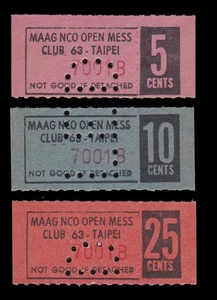 MAAG NCO OPEN MESS
CLUB 63 - TAIPEI
7001B
NOT GOOD IF DETACHED
5
CENTS
MAAG NCO OPEN MESS
CLUB 63 - TAIPEI
7001B
NOT GOOD IF DETACHED
10
CENTS
MAAG NCO OPEN MESS
CLUB 63 - TAIPEI
7001B
NOT GOOD IF DETACHED
25
CENTS